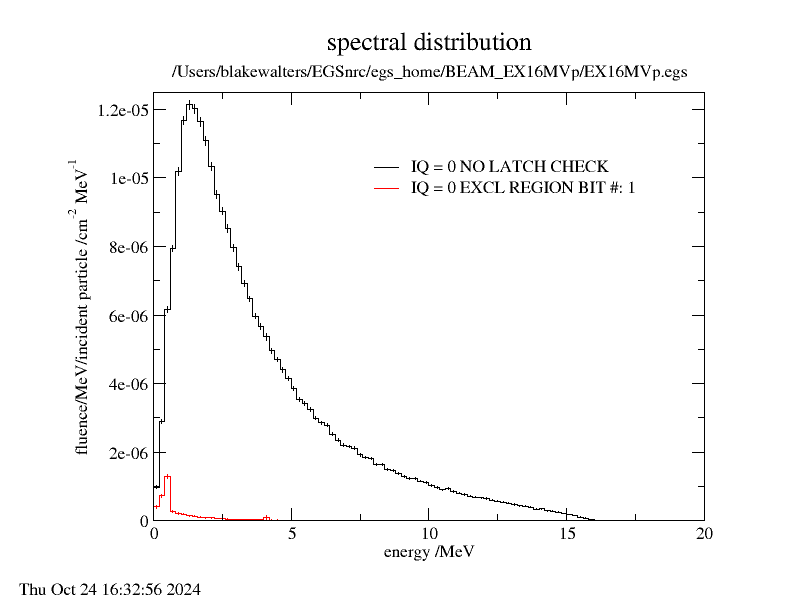 spectral distribution
/Users/blakewalters/EGSnrc/egs_home/BEAM_EX16MVp/EX16MVp.egs
fluence/MeV/incident particle /cm-2 MeV-1
1.2e-05
1e-05
8e-06
6e-06
4e-06
2e-06
0
IQ = 0 NO LATCH CHECK
IQ = 0 EXCL REGION BIT #: 1
0 5 10 15 20
energy /MeV
Thu Oct 24 16:32:56 2024